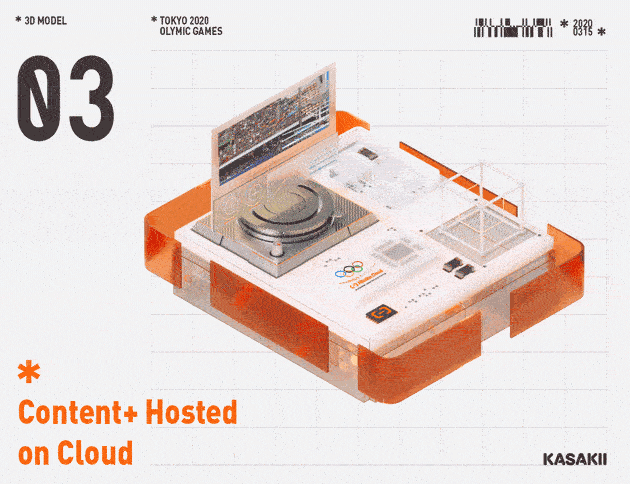 * 3D MODEL
* TOKYO 2020
OLYMIC GAMES
* 2020
0315 *
03
*
Content+ Hosted
on Cloud
KASAKII